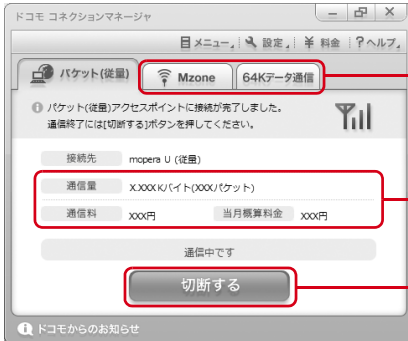 ドコモ コネクションマネージャ
メニュー 設定 ¥ 料金 ?ヘルプ
パケット(従量) Mzone 64Kデータ通信
パケット(従量)アクセスポイントに接続が完了しました。
通信終了には[切断する]ボタンを押してください。
接続先 mopera U (従量)
通信量 X.XXXKバイト(XXXパケット)
通信料 XXX円 当月概算料金 XXX円
通信中です
切断する
ドコモからのお知らせ